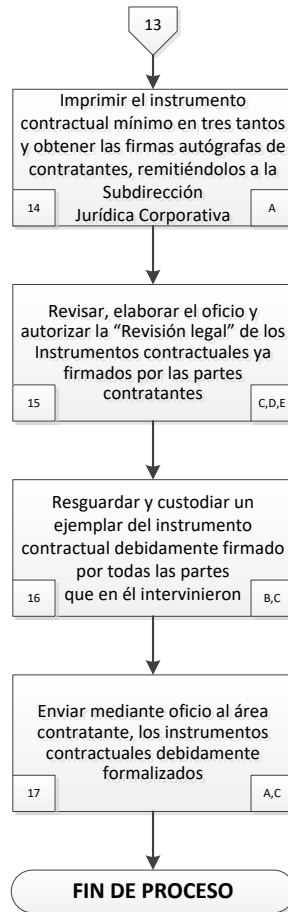 13
Imprimir el instrumento
contractual mínimo en tres tantos
y obtener las firmas autógrafas de
contratantes, remitiéndolos a la
Subdirección
Jurídica Corporativa
14
A
Revisar, elaborar el oficio y
autorizar la “Revisión legal” de los
Instrumentos contractuales ya
firmados por las partes
contratantes
15
C,D,E
Resguardar y custodiar un
ejemplar del instrumento
contractual debidamente firmado
por todas las partes
que en él intervinieron
16
B,C
Enviar mediante oficio al área
contratante, los instrumentos
contractuales debidamente
formalizados
17
A,C
FIN DE PROCESO